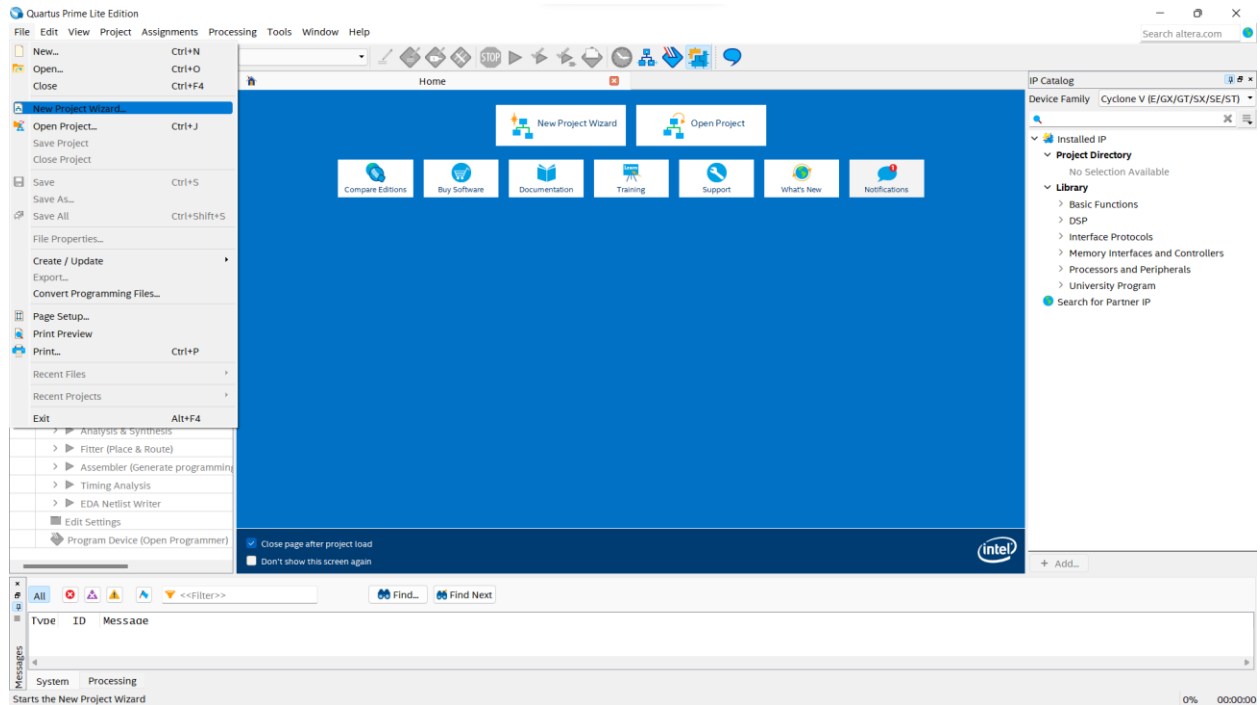 Quartus Prime Lite Edition
File Edit View Project Assignments Processing Tools Window Help
Search altera.com
New... Ctrl+N
Open... Ctrl+O
Close Ctrl+F4
New Project Wizard...
Open Project... Ctrl+J
Save Project
Close Project
Save Ctrl+S
Save As...
Save All Ctrl+Shift+S
File Properties...
Create / Update
Export...
Convert Programming Files...
Page Setup...
Print Preview
Print... Ctrl+P
Recent Files
Recent Projects
Exit Alt+F4
Analysis & Synthesis
Fitter (Place & Route)
Assembler (Generate programming
Timing Analysis
EDA Netlist Writer
Edit Settings
Program Device (Open Programmer)
STOP
Home
New Project Wizard
Open Project
Compare Editions
Buy Software
Documentation
Training
Support
What's New
Notifications
Close page after project load
Don't show this screen again
intel
IP Catalog
Device Family Cyclone V (E/GX/GT/SX/SE/ST)
Installed IP
Project Directory
No Selection Available
Library
Basic Functions
DSP
Interface Protocols
Memory Interfaces and Controllers
Processors and Peripherals
University Program
Search for Partner IP
+ Add...
All
<<Filter>>
Find...
Find Next
Type ID Message
Messages
System Processing
Starts the New Project Wizard
0% 00:00:00